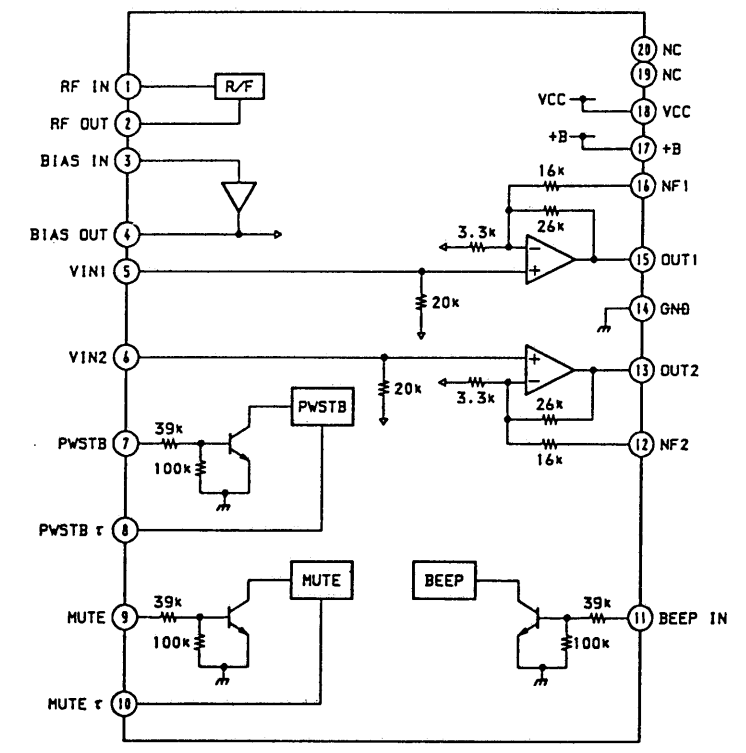 20 NC
19 NC
RF IN 1 R/F
VCC 18 VCC
RF OUT 2
+B 17 +B
BIAS IN 3
16k 16 NF1
26k
BIAS OUT 4 3.3k
15 OUT1
VIN1 5
20k
14 GND
VIN2 6
13 OUT2
20k 3.3k
PWSTB 26k
39k
PWSTB 7 12 NF2
100k 16k
PWSTB τ 8
MUTE BEEP
39k 39k
MUTE 9 11 BEEP IN
100k 100k
MUTE τ 10